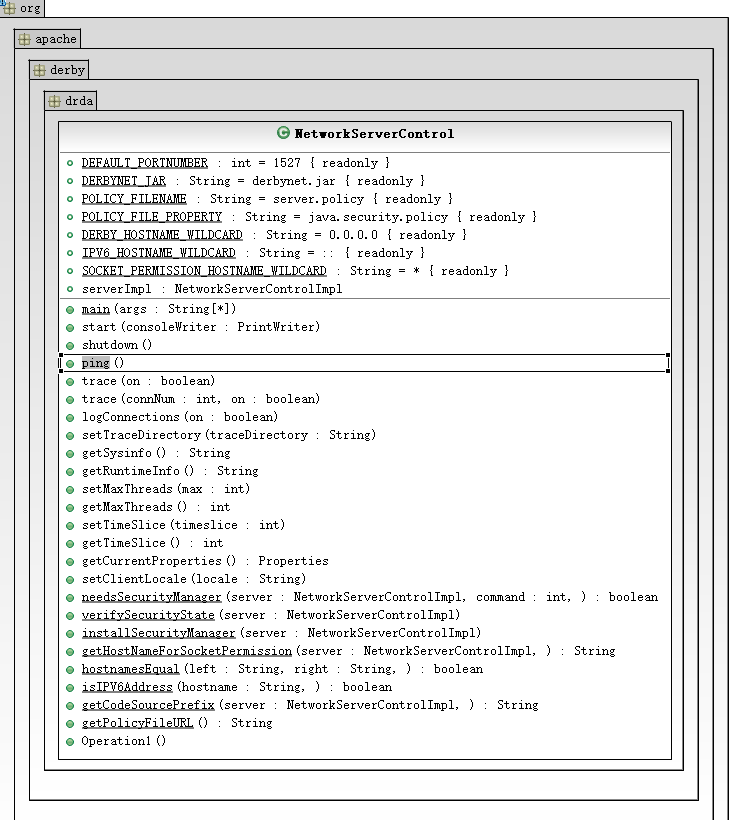 org
apache
derby
drda
NetworkServerControl
DEFAULT_PORTNUMBER : int = 1527 { readonly }
DERBYNET_JAR : String = derbynet.jar { readonly }
POLICY_FILENAME : String = server.policy { readonly }
POLICY_FILE_PROPERTY : String = java.security.policy { readonly }
DERBY_HOSTNAME_WILDCARD : String = 0.0.0.0 { readonly }
IPV6_HOSTNAME_WILDCARD : String = :: { readonly }
SOCKET_PERMISSION_HOSTNAME_WILDCARD : String = * { readonly }
serverImpl : NetworkServerControlImpl
main(args : String[*])
start(consoleWriter : PrintWriter)
shutdown()
ping()
trace(on : boolean)
trace(connNum : int, on : boolean)
logConnections(on : boolean)
setTraceDirectory(traceDirectory : String)
getSysinfo() : String
getRuntimeInfo() : String
setMaxThreads(max : int)
getMaxThreads() : int
setTimeSlice(timeslice : int)
getTimeSlice() : int
getCurrentProperties() : Properties
setClientLocale(locale : String)
needsSecurityManager(server : NetworkServerControlImpl, command : int, ) : boolean
verifySecurityState(server : NetworkServerControlImpl)
installSecurityManager(server : NetworkServerControlImpl)
getHostNameForSocketPermission(server : NetworkServerControlImpl, ) : String
hostnamesEqual(left : String, right : String, ) : boolean
isIPV6Address(hostname : String, ) : boolean
getCodeSourcePrefix(server : NetworkServerControlImpl, ) : String
getPolicyFileURL() : String
Operation1()